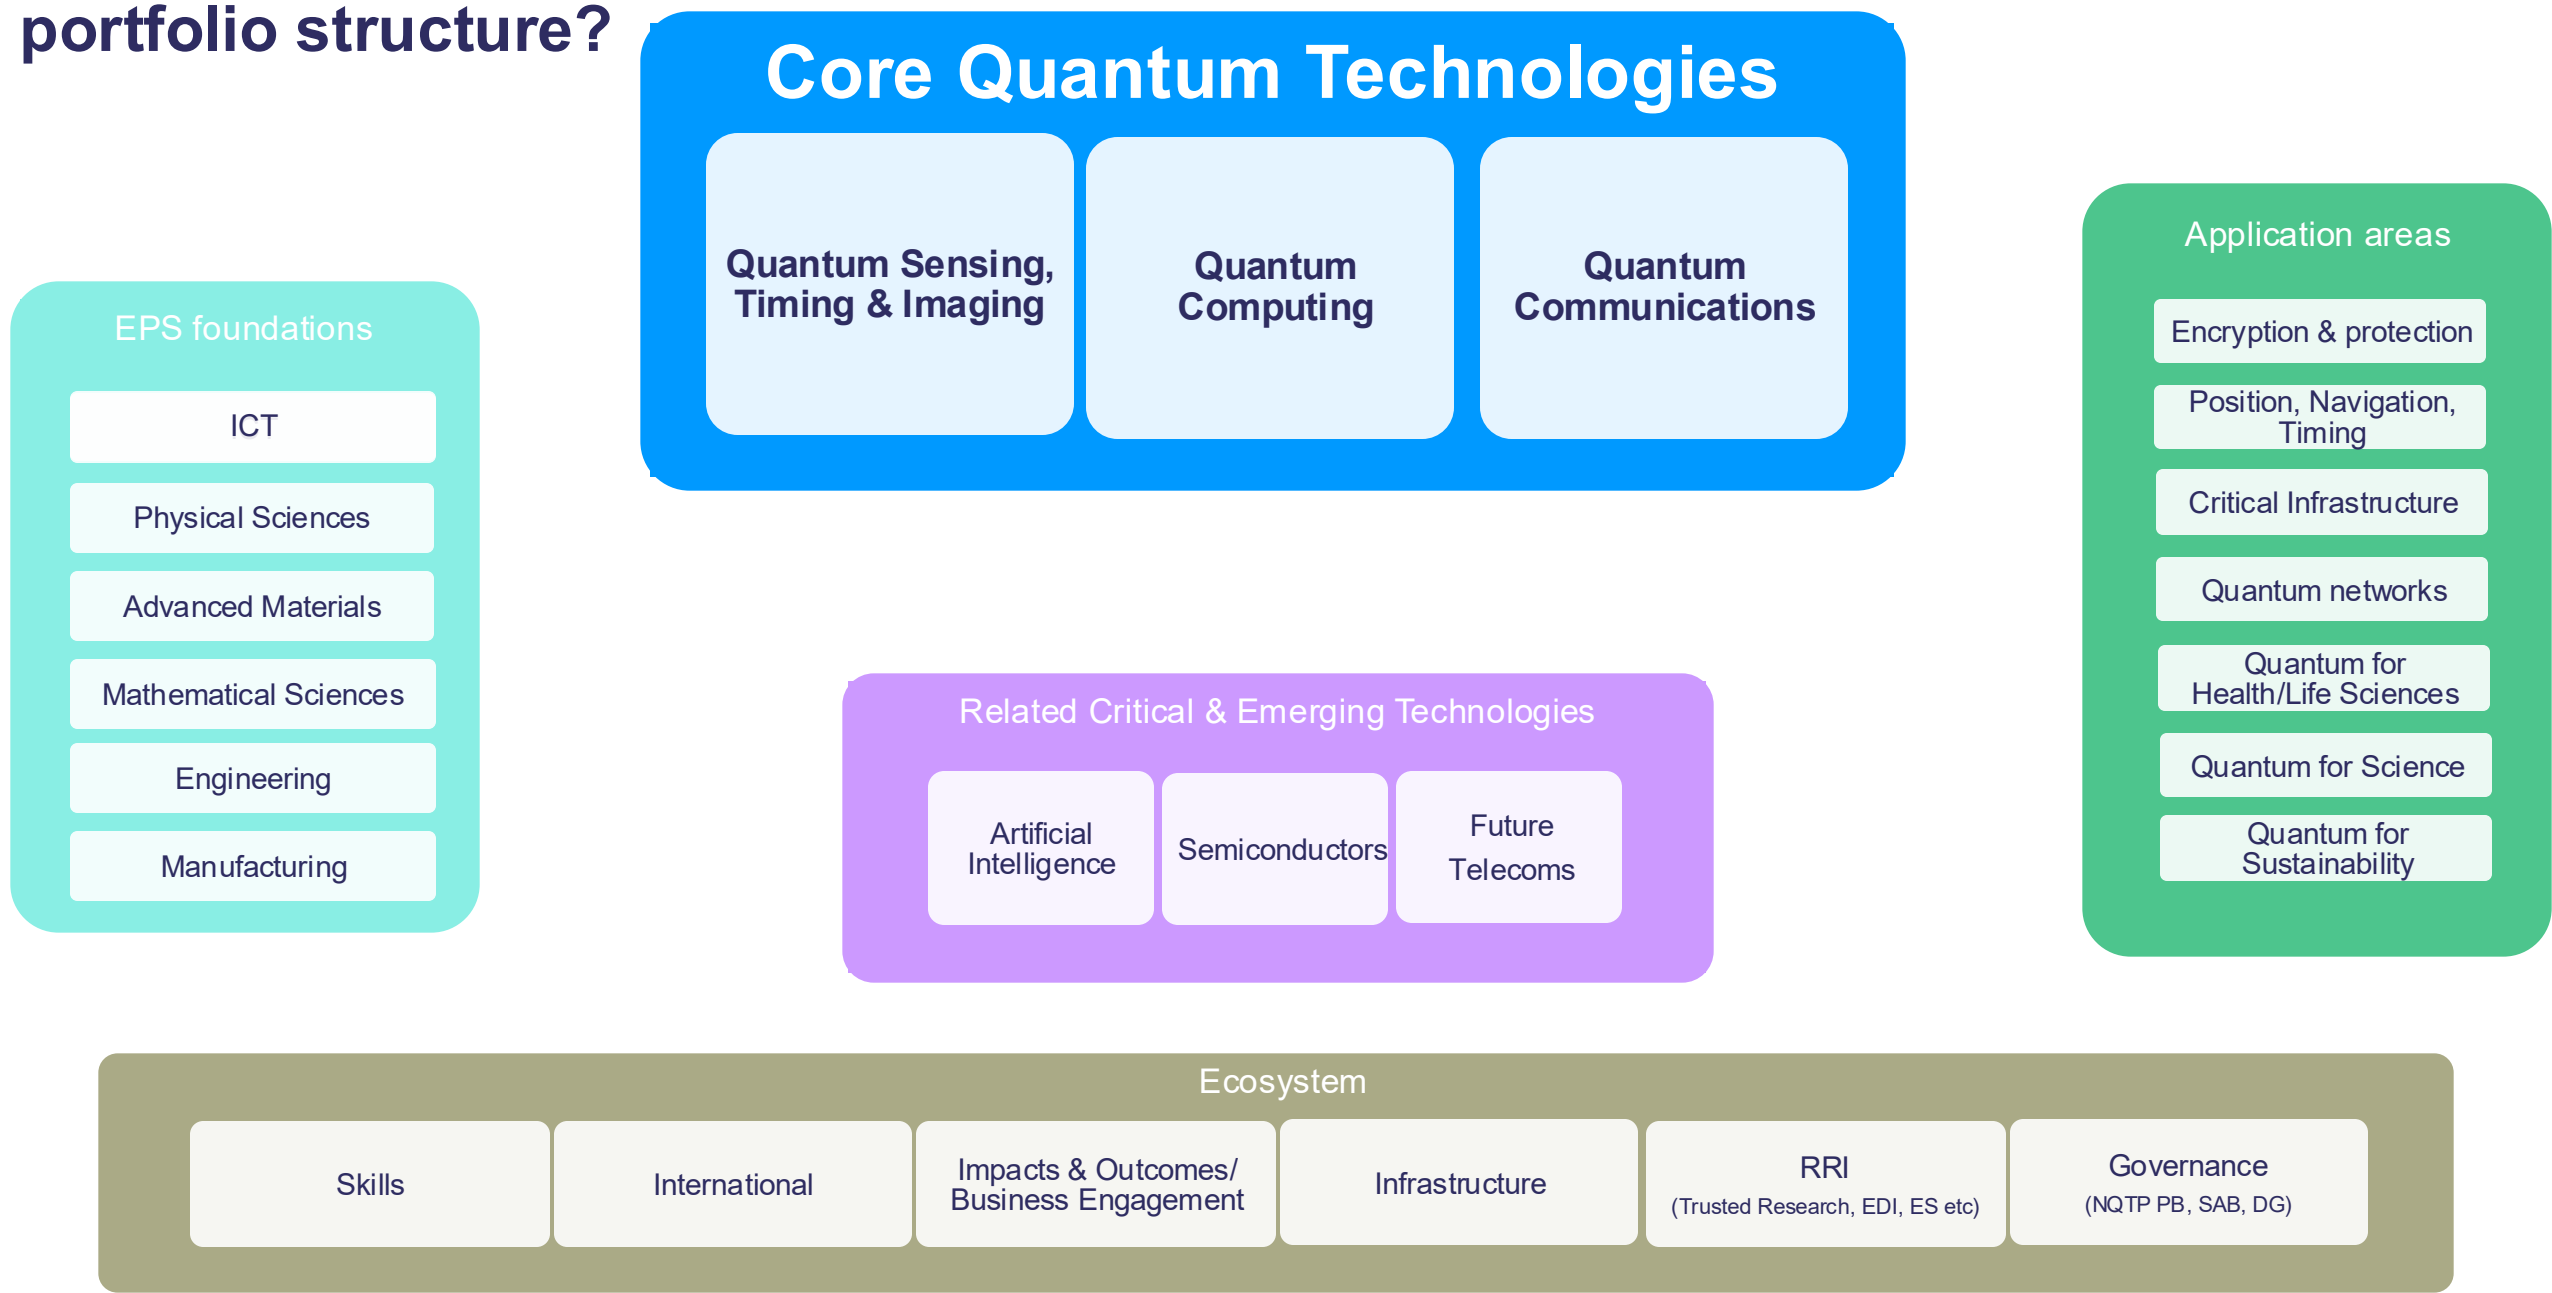 portfolio structure?
Core Quantum Technologies
Quantum Sensing,
Timing & Imaging
Quantum
Computing
Quantum
Communications
EPS foundations
ICT
Physical Sciences
Advanced Materials
Mathematical Sciences
Engineering
Manufacturing
Related Critical & Emerging Technologies
Artificial
Intelligence
Semiconductors
Future
Telecoms
Application areas
Encryption & protection
Position, Navigation,
Timing
Critical Infrastructure
Quantum networks
Quantum for
Health/Life Sciences
Quantum for Science
Quantum for
Sustainability
Ecosystem
Skills
International
Impacts & Outcomes/
Business Engagement
Infrastructure
RRI
(Trusted Research, EDI, ES etc)
Governance
(NQTP PB, SAB, DG)